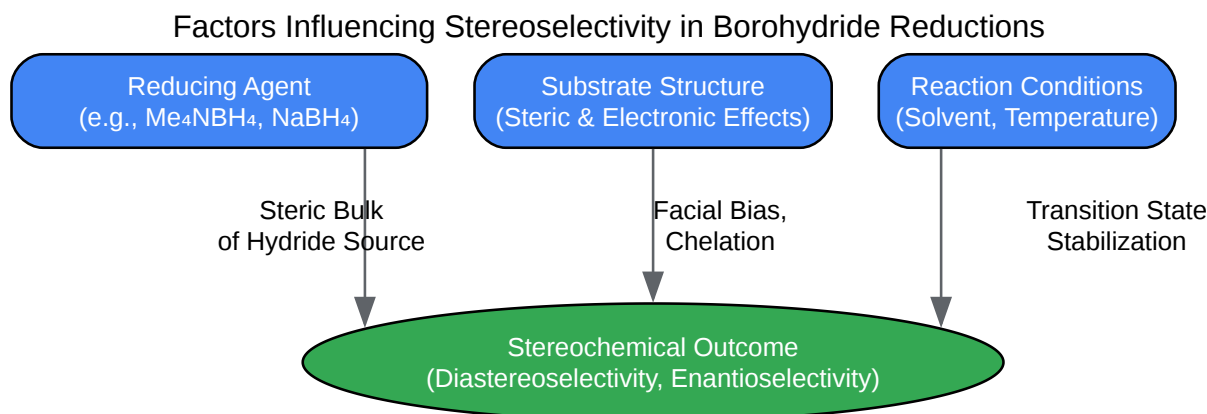 Factors Influencing Stereoselectivity in Borohydride Reductions
Reducing Agent
(e.g., Me₄NBH₄, NaBH₄)
Substrate Structure
(Steric & Electronic Effects)
Reaction Conditions
(Solvent, Temperature)
Steric Bulk
of Hydride Source
Facial Bias,
Chelation
Transition State
Stabilization
Stereochemical Outcome
(Diastereoselectivity, Enantioselectivity)